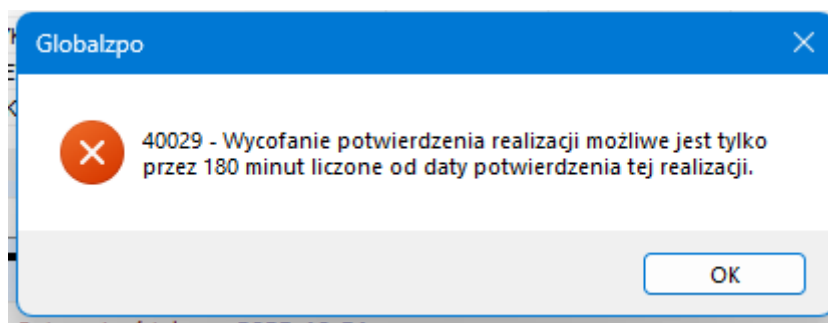 Globalzpo
40029 - Wycofanie potwierdzenia realizacji możliwe jest tylko
przez 180 minut liczone od daty potwierdzenia tej realizacji.
OK